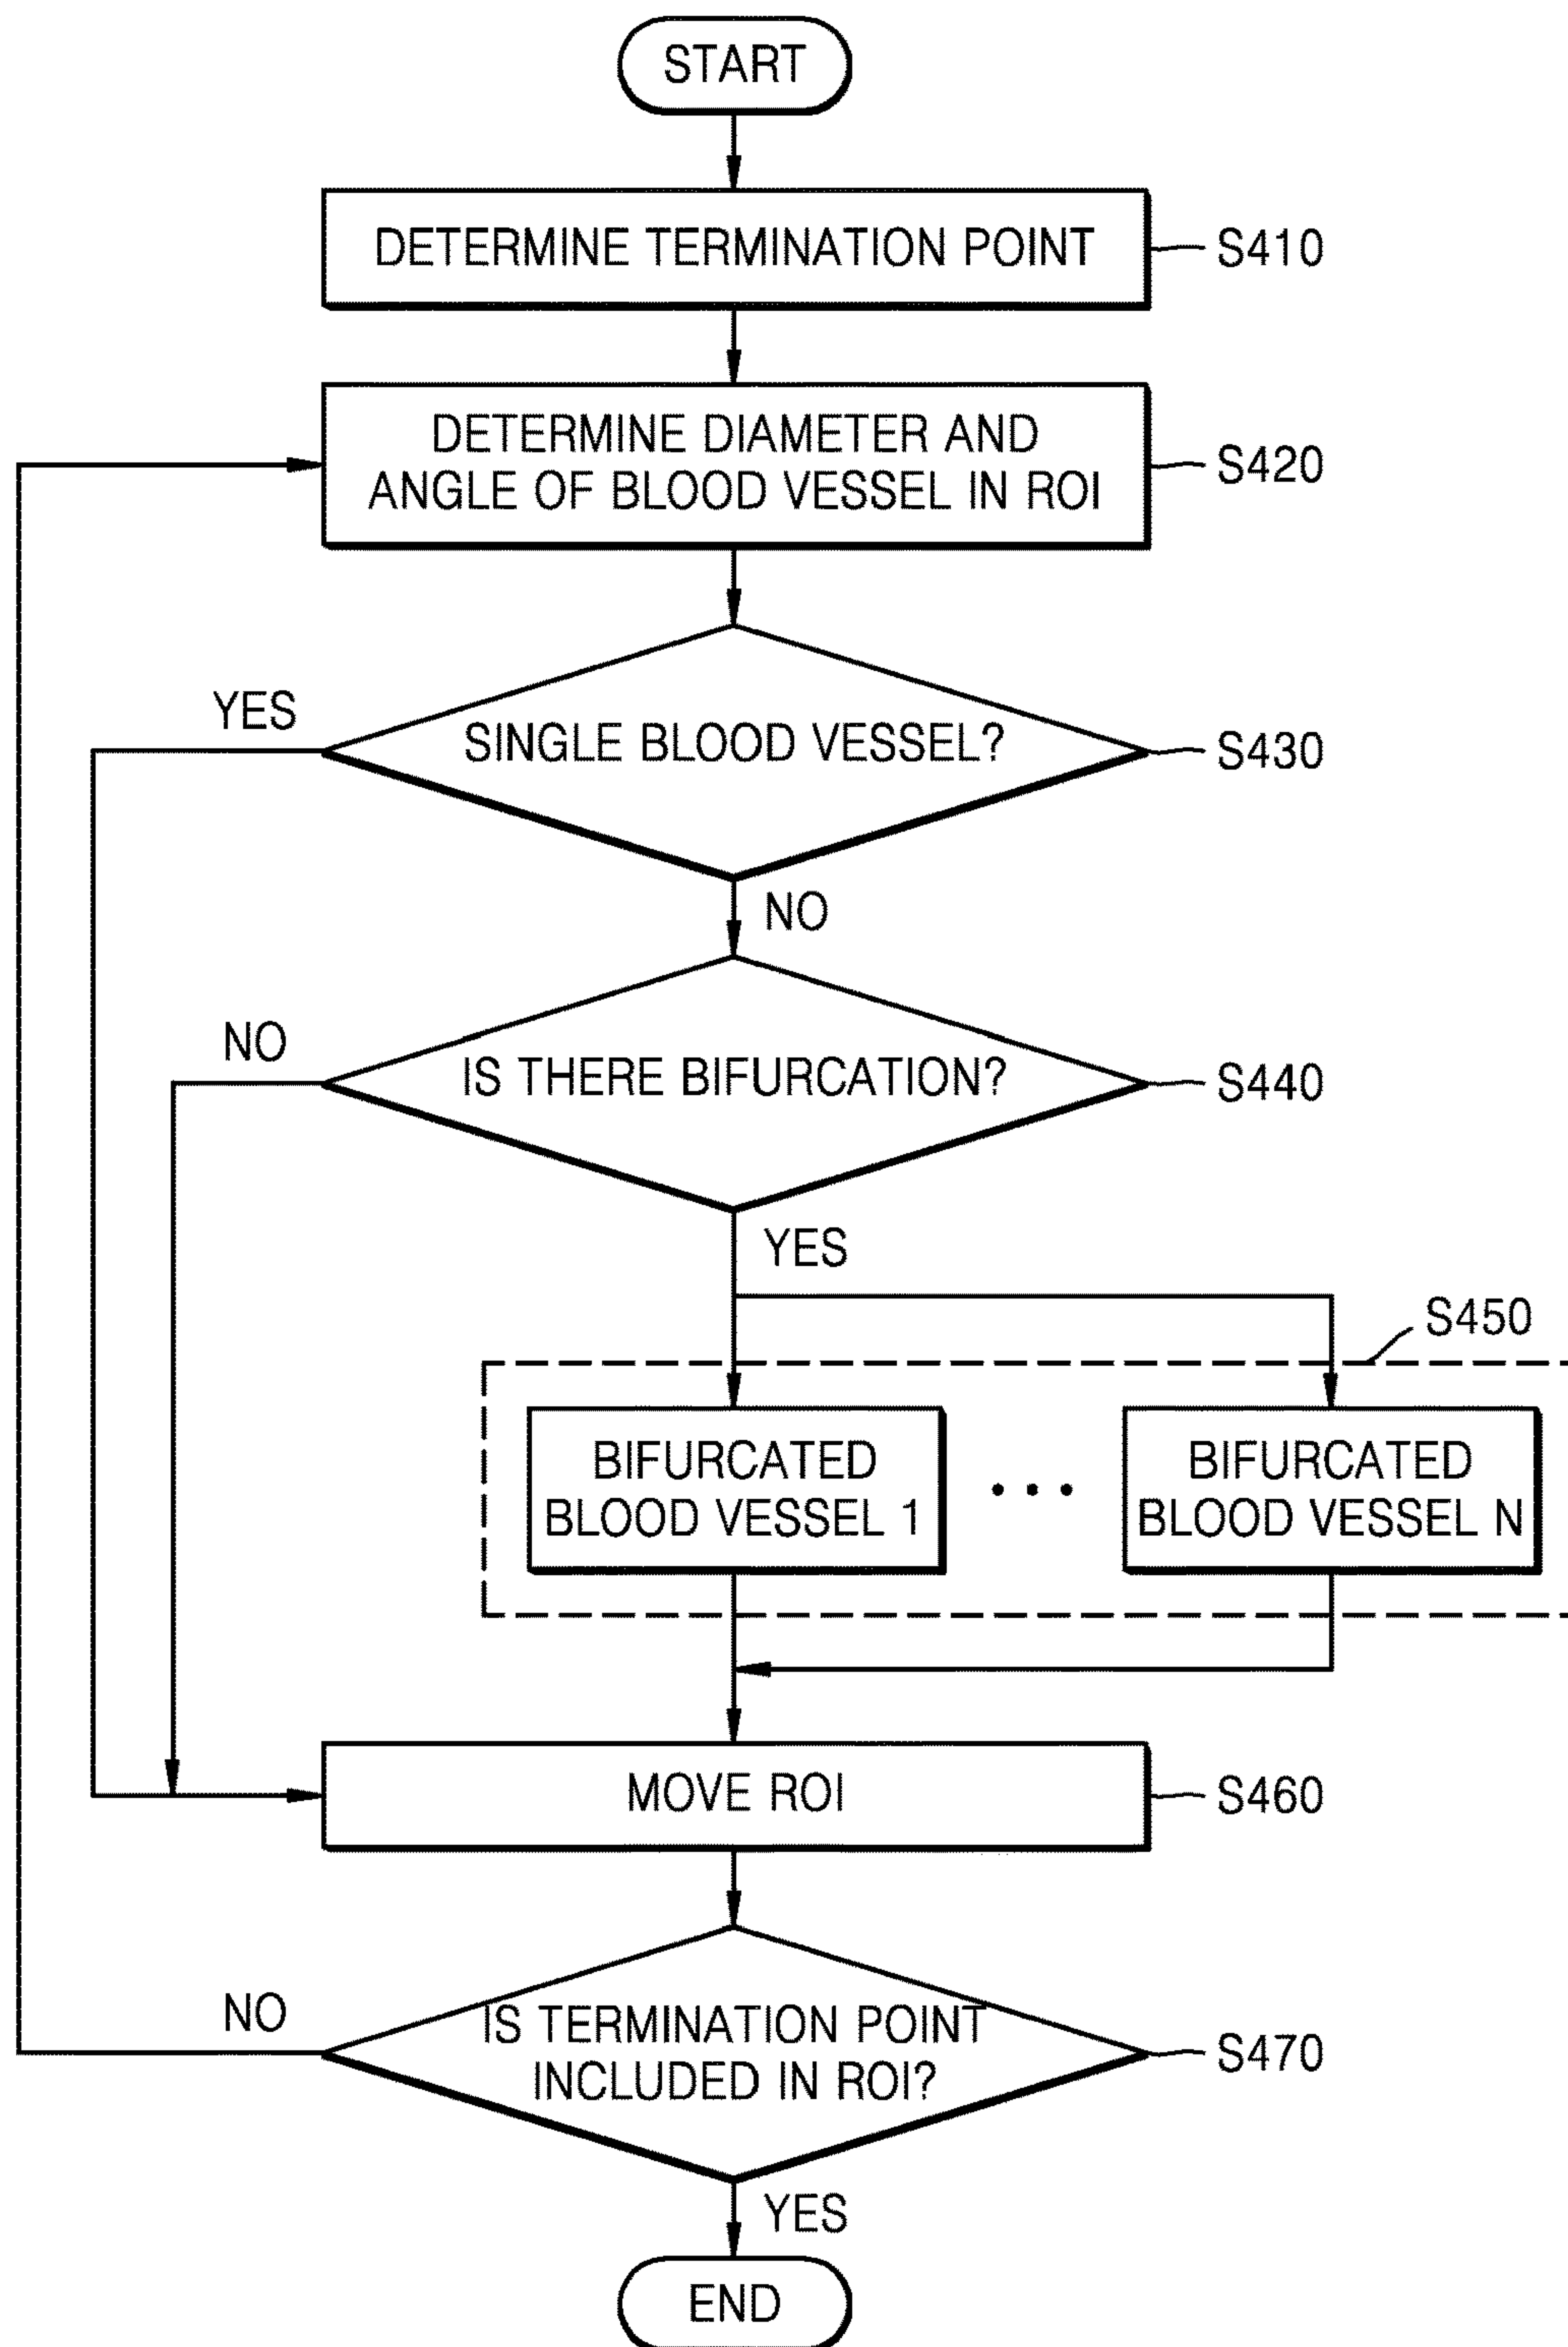 START
DETERMINE TERMINATION POINT
S410
DETERMINE DIAMETER AND
ANGLE OF BLOOD VESSEL IN ROI
S420
YES
SINGLE BLOOD VESSEL?
S430
NO
NO
IS THERE BIFURCATION?
S440
YES
S450
BIFURCATED
BLOOD VESSEL 1
• • •
BIFURCATED
BLOOD VESSEL N
MOVE ROI
S460
NO
IS TERMINATION POINT
INCLUDED IN ROI?
S470
YES
END